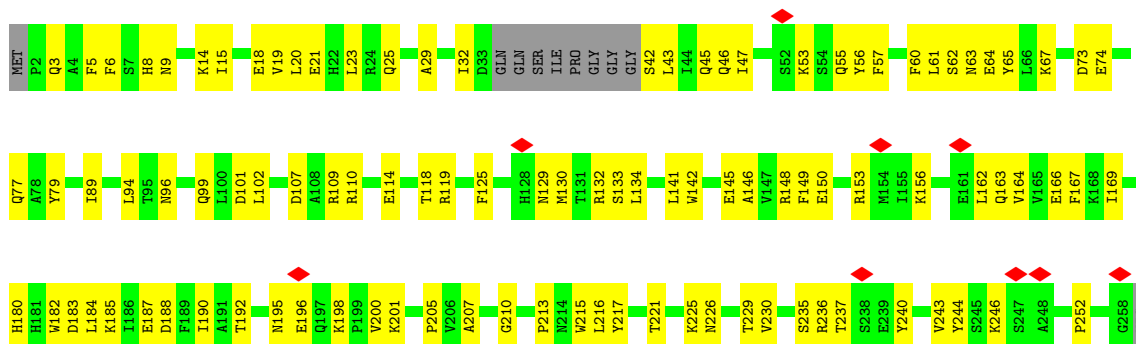 MET P2 Q3 A4 F5 F6 S7 H8 N9 K14 I15 E18 V19 L20 E21 H22 L23 R24 Q25 A29 I32 D33 GLN GLN SER ILE PRO GLY GLY GLY S42 L43 I44 Q45 Q46 I47 S52 K53 S54 Q55 Y56 F57 F60 L61 S62 N63 E64 Y65 L66 K67 D73 E74
Q77 A78 Y79 I89 L94 T95 N96 Q99 L100 D101 L102 D107 A108 R109 R110 E114 T118 R119 F125 H128 N129 M130 T131 R132 S133 L134 L141 W142 E145 A146 V147 R148 F149 E150 R153 M154 I155 K156 E161 L162 Q163 V164 V165 E166 F167 K168 I169
H180 H181 W182 D183 L184 K185 I186 E187 D188 F189 I190 A191 T192 N195 E196 Q197 K198 P199 V200 K201 P205 V206 A207 G210 P213 N214 W215 L216 Y217 T221 K225 N226 T229 V230 S235 R236 T237 S238 E239 Y240 V243 Y244 S245 K246 S247 A248 P252 G258